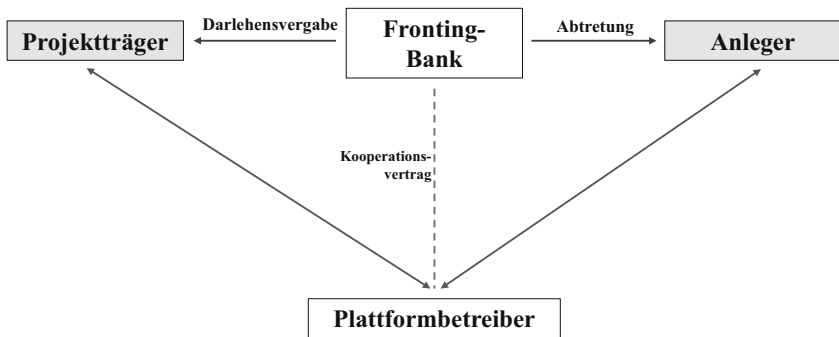 Projektträger
Darlehensvergabe
Fronting-
Bank
Abtretung
Anleger
Kooperations-
vertrag
Plattformbetreiber